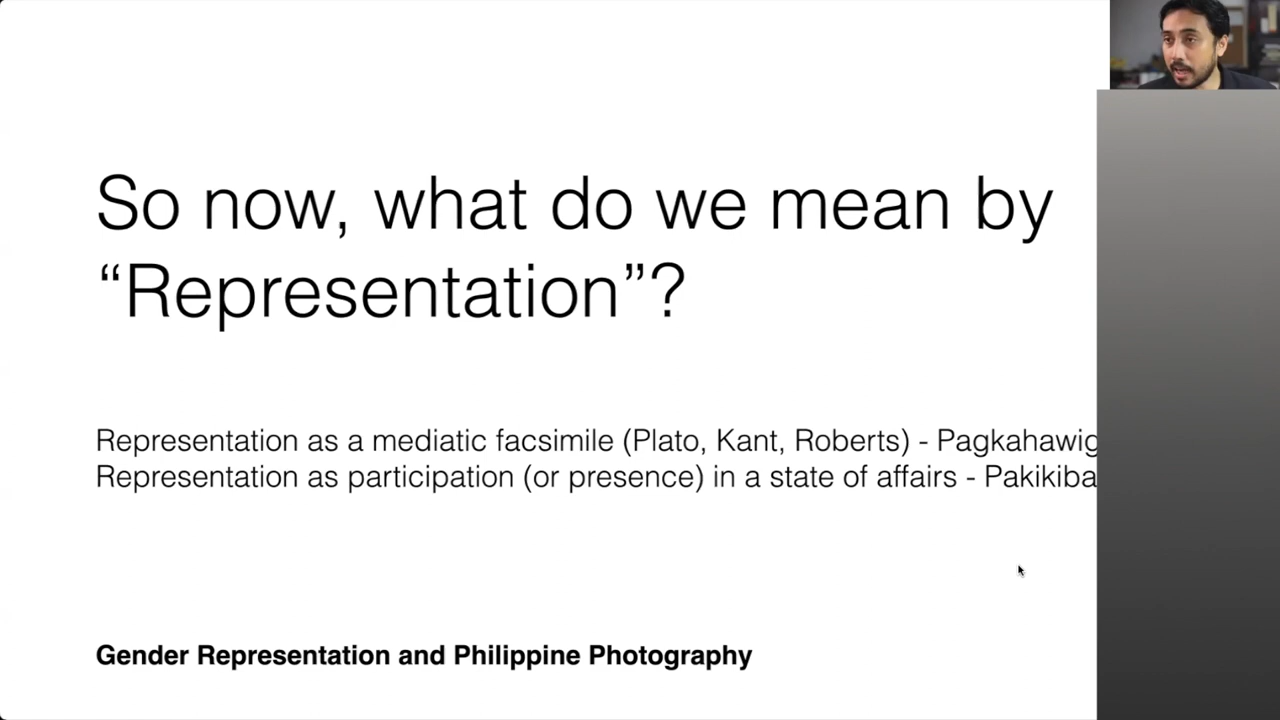 So now, what do we mean by
“Representation”?
Representation as a mediatic facsimile (Plato, Kant, Roberts) - Pagkahawig
Representation as participation (or presence) in a state of affairs -
Gender Representation and Philippine Photography